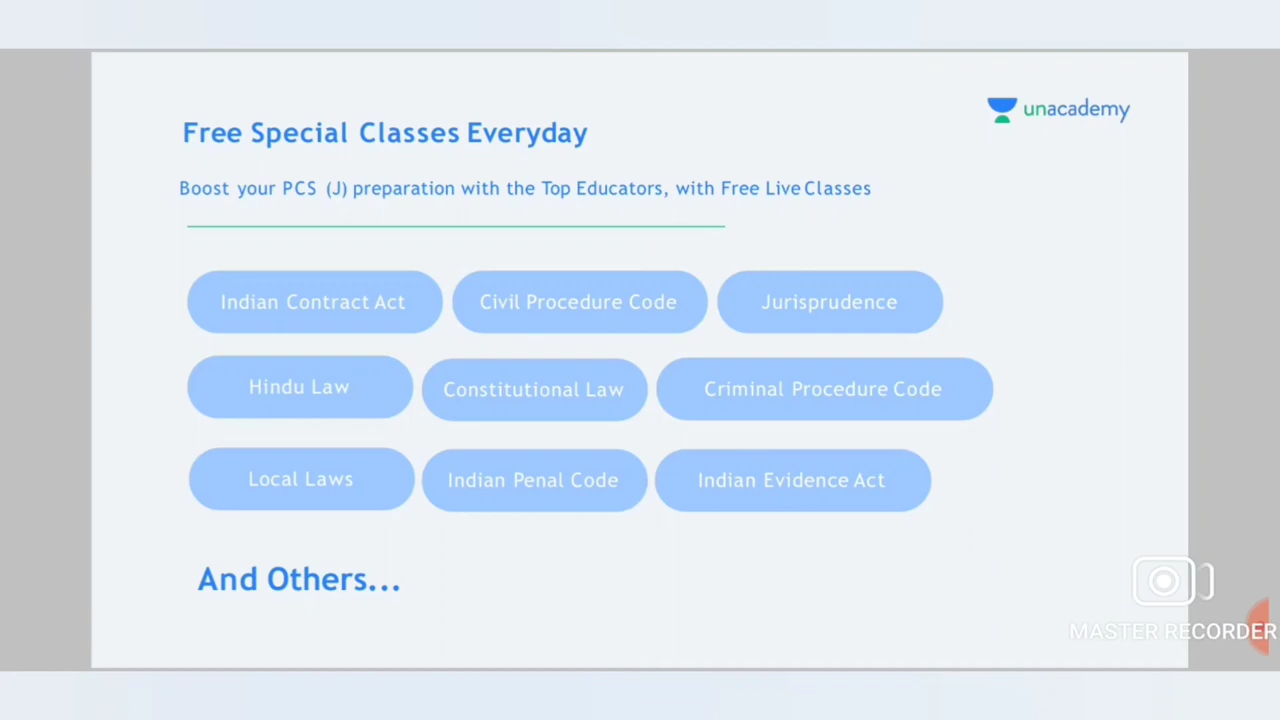 unacademy
Free Special Classes Everyday
Boost your PCS (J) preparation with the Top Educators, with Free Live Classes
Indian Contract Act
Civil Procedure Code
Jurisprudence
Hindu Law
Constitutional Law
Criminal Procedure Code
Local Laws
Indian Penal Code
Indian Evidence Act
And Others...
MASTER RECORDER